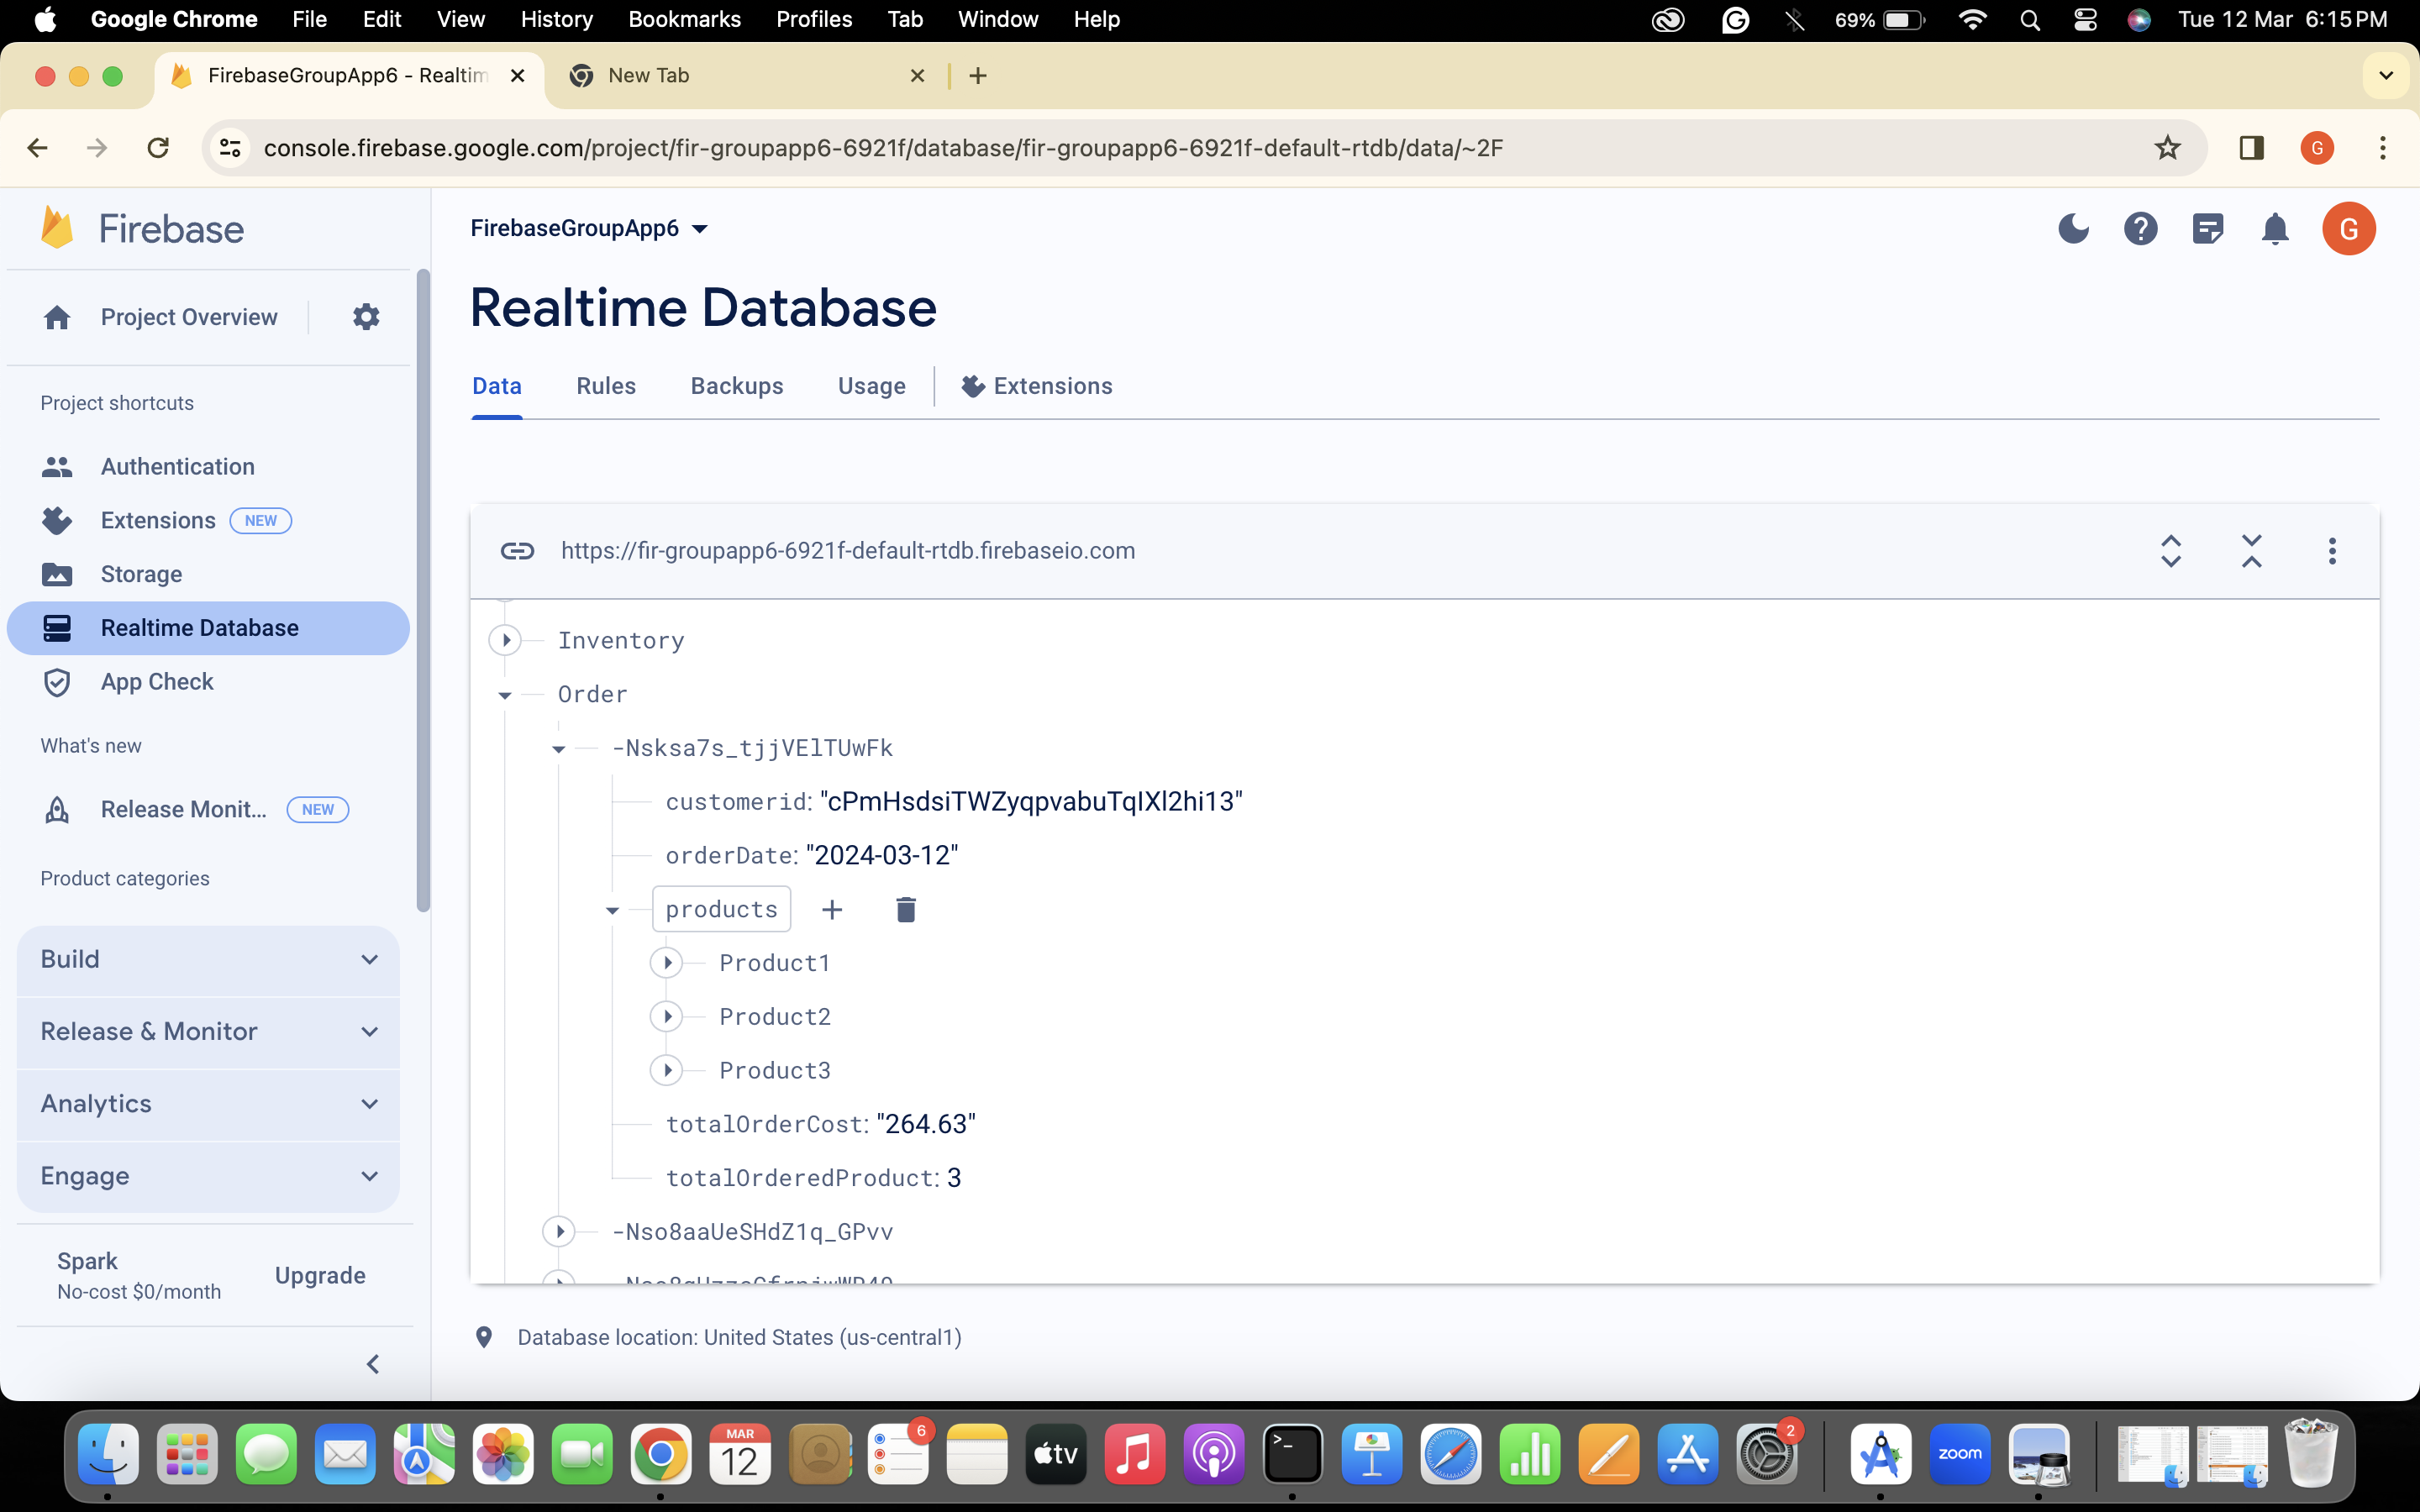 Google Chrome File Edit View History Bookmarks Profiles Tab Window Help 69% Tue 12 Mar 6:15 PM
FirebaseGroupApp6 - Realtim New Tab
console.firebase.google.com/project/fir-groupapp6-6921f/database/fir-groupapp6-6921f-default-rtdb/data/~2F G
Firebase
FirebaseGroupApp6
G
Project Overview
Realtime Database
Project shortcuts
Data Rules Backups Usage Extensions
Authentication
Extensions NEW
Storage
Realtime Database
App Check
What's new
Release Monit... NEW
Product categories
Build
Release & Monitor
Analytics
Engage
Spark
No-cost $0/month
Upgrade
https://fir-groupapp6-6921f-default-rtdb.firebaseio.com
Inventory
Order
-Nsksa7s_tjjVElTUwFk
customerid: "cPmHsdsiTWZyqpvabuTqIXl2hi13"
orderDate: "2024-03-12"
products
Product1
Product2
Product3
totalOrderCost: "264.63"
totalOrderedProduct: 3
-Nso8aaUeSHdZ1q_GPvv
Database location: United States (us-central1)
MAR
12
6
tv
>_
2
zoom